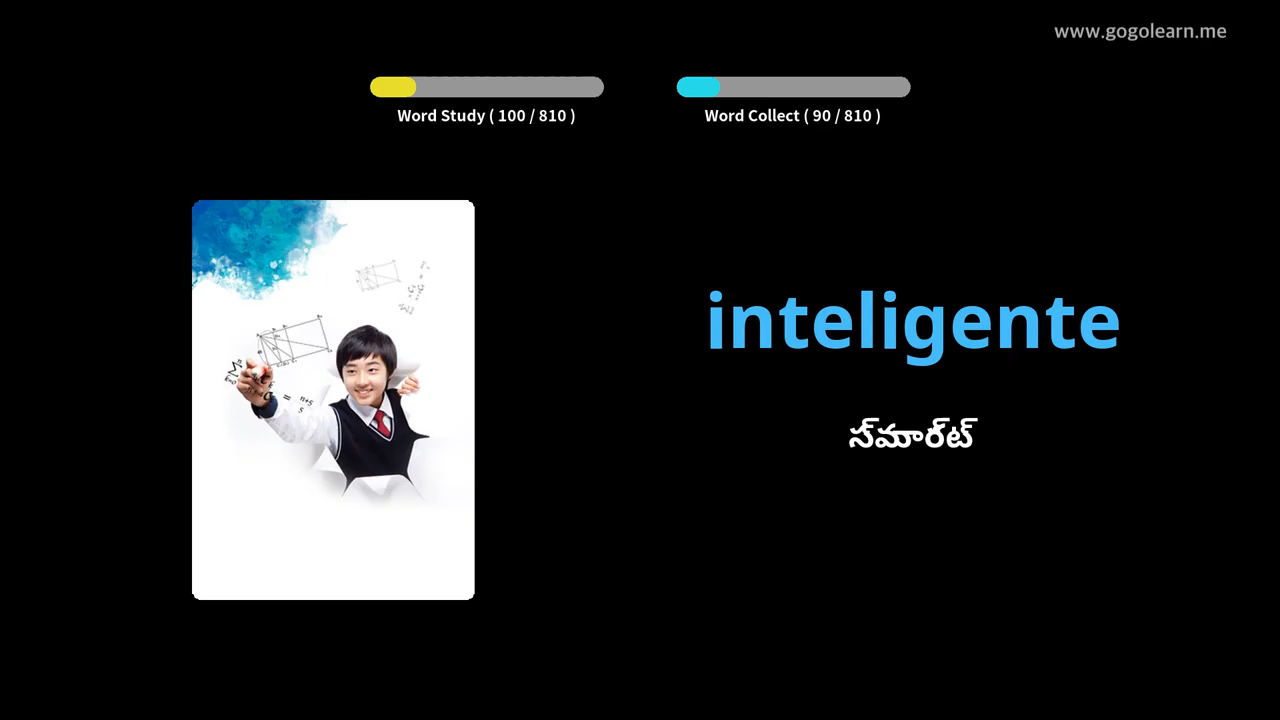 www.gogolearn.me
Word Study ( 100 / 810 )
Word Collect ( 90 / 810 )
inteligente
స్మార్ట్